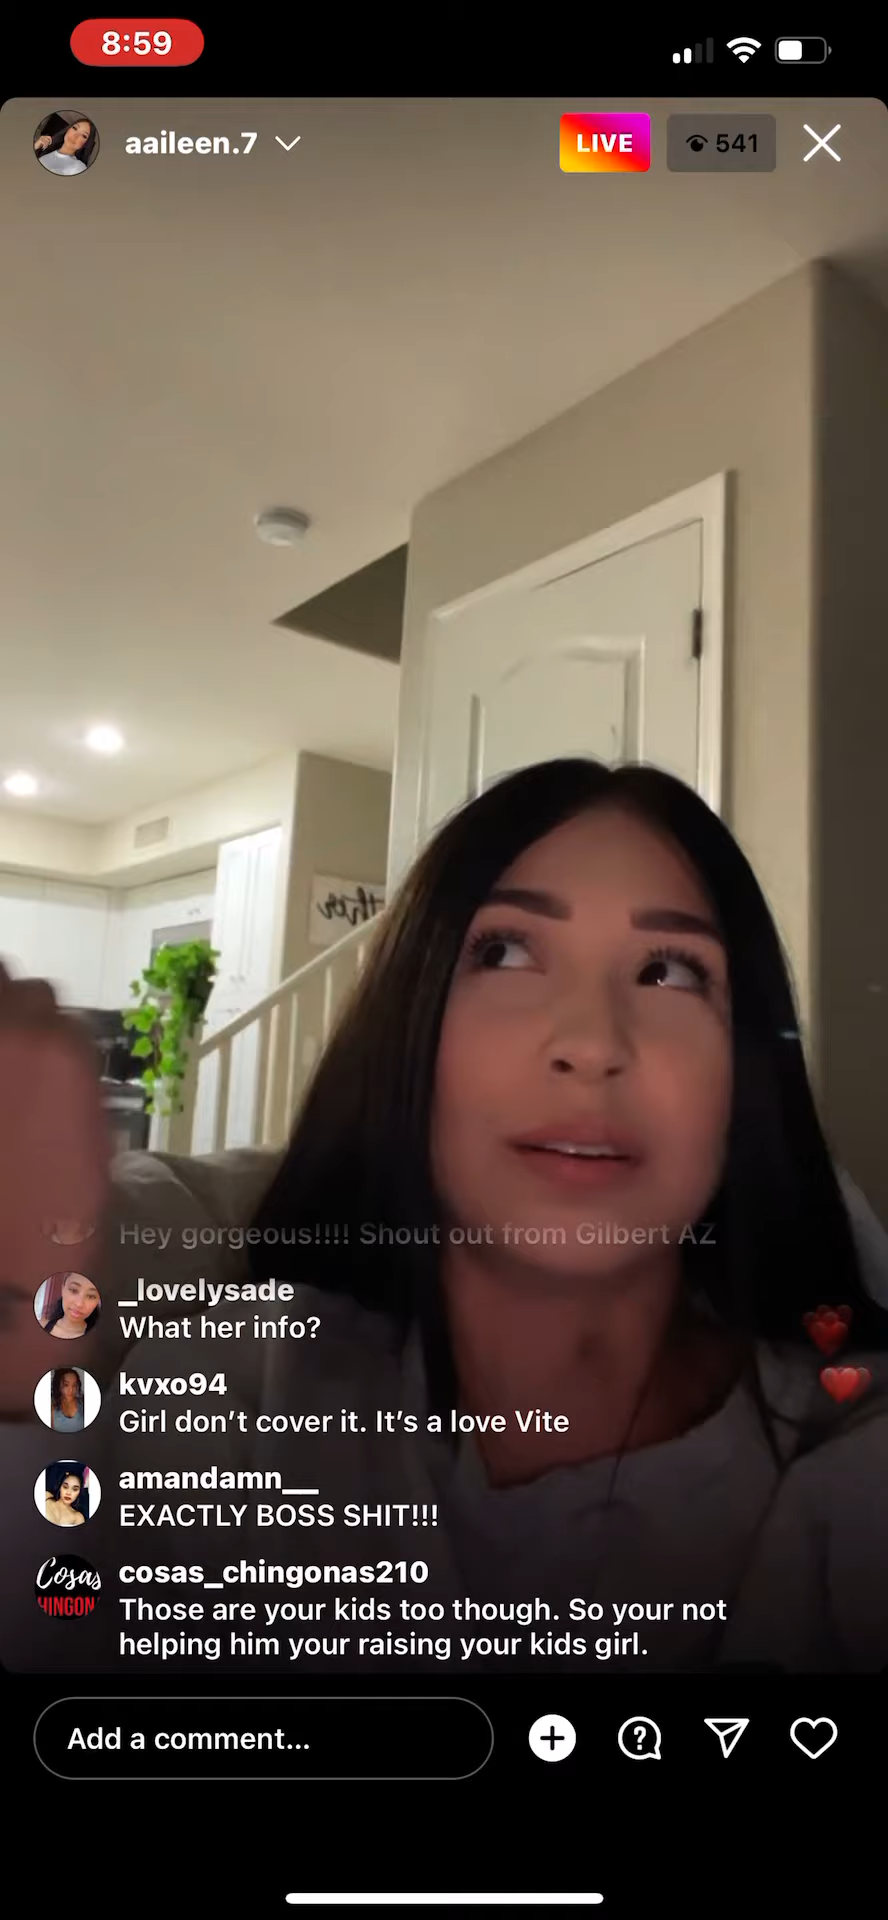 8:59
aaileen.7
LIVE
541
Hey gorgeous!!!! Shout out from Gilbert AZ
_lovelysade
What her info?
kvxo94
Girl don’t cover it. It’s a love Vite
amandamn__
EXACTLY BOSS SHIT!!!
Cosas
cosas_chingonas210
Those are your kids too though. So your not
helping him your raising your kids girl.
Add a comment...